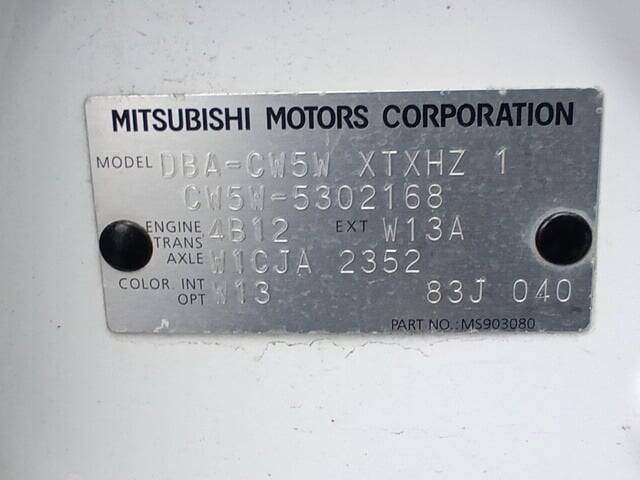 MITSUBISHI MOTORS CORPORATION
MODEL DBA-CW5W XTXHZ 1
CW5W-5302168
ENGINE 4B12 EXT W13A
TRANS
AXLE W1CJA 2352
COLOR. INT W13 83J 040
OPT
PART NO.: MS903080